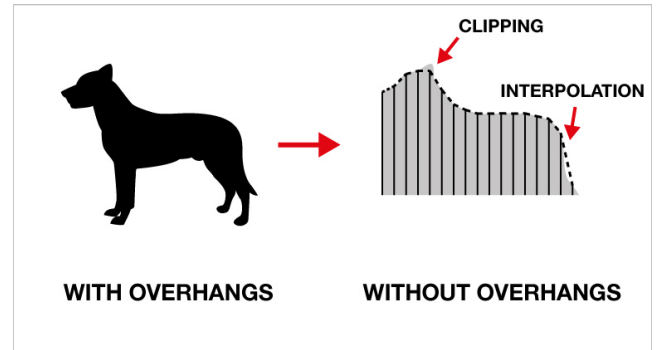 CLIPPING
INTERPOLATION
WITH OVERHANGS
WITHOUT OVERHANGS